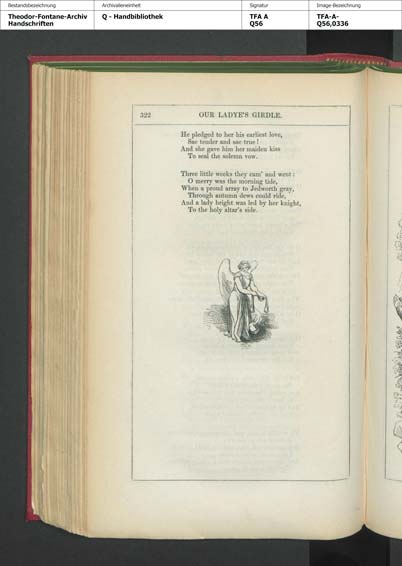 Bestandsbezeichnung
Theodor-Fontane-Archiv
Handschriften
Archivalieneinheit
Q - Handbibliothek
Signatur
TFA A
Q56
Image-Bezeichnung
TFA-A-
Q56,0336
322 OUR LADYE'S GIRDLE.
He pledged to her his earliest love,
Sae tender and sae true!
And she gave him her maiden kiss
To seal the solemn vow.
Three little weeks they cam' and went:
O merry was the morning tide,
When a proud array to Jedworth gray,
Through autumn dews could ride,
And a lady bright was led by her knight,
To the holy altar's side.